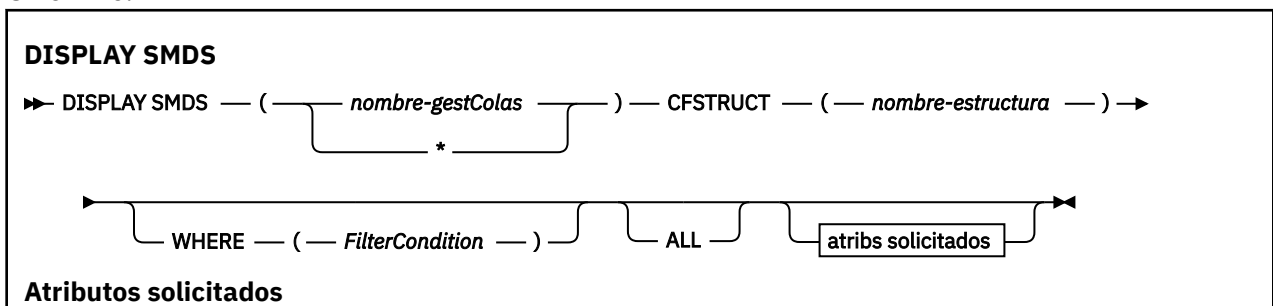 DISPLAY SMDS
DISPLAY SMDS ( nombre-gestColas ) CFSTRUCT ( nombre-estructura )
*
WHERE ( FilterCondition ) ALL atribs solicitados
Atributos solicitados